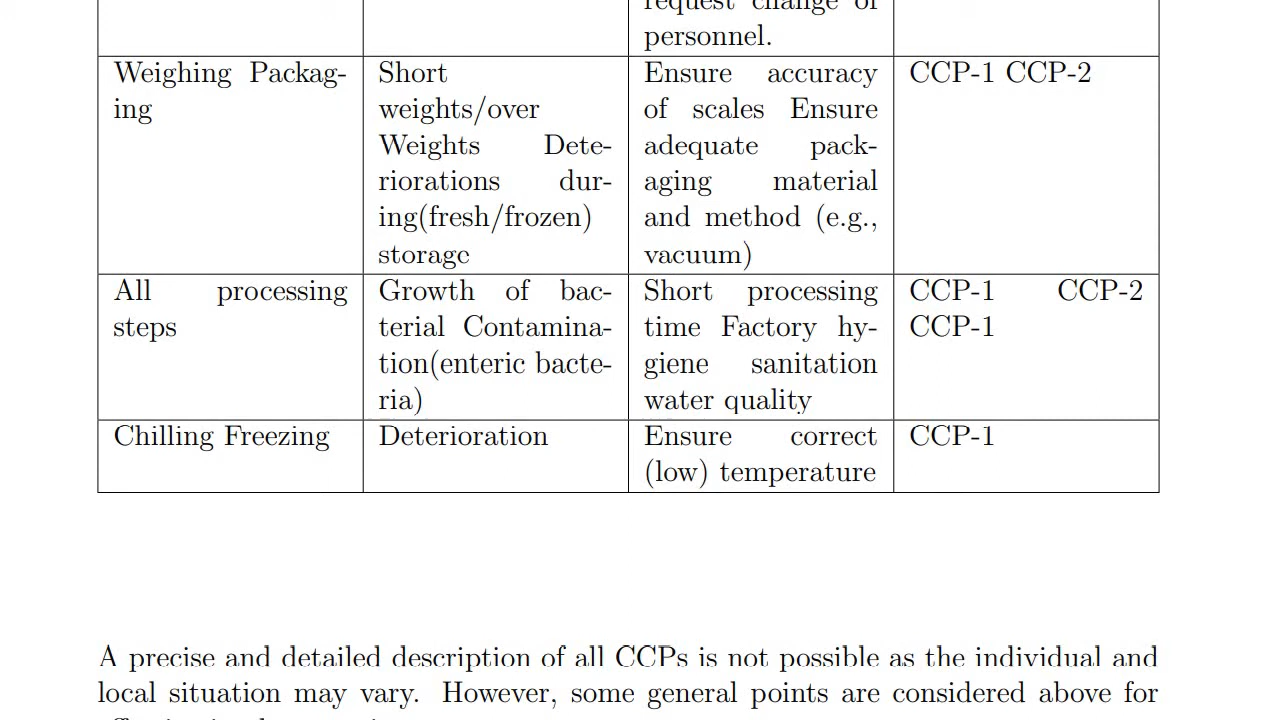 request change of
personnel.
Weighing Packag-
ing
Short
weights/over
Weights Dete-
riorations dur-
ing(fresh/frozen)
storage
Ensure accuracy
of scales Ensure
adequate pack-
aging material
and method (e.g.,
vacuum)
CCP-1 CCP-2
All processing
steps
Growth of bac-
terial Contamina-
tion(enteric bacte-
ria)
Short processing
time Factory hy-
giene sanitation
water quality
CCP-1 CCP-2
CCP-1
Chilling Freezing
Deterioration
Ensure correct
(low) temperature
CCP-1
A precise and detailed description of all CCPs is not possible as the individual and
local situation may vary. However, some general points are considered above for